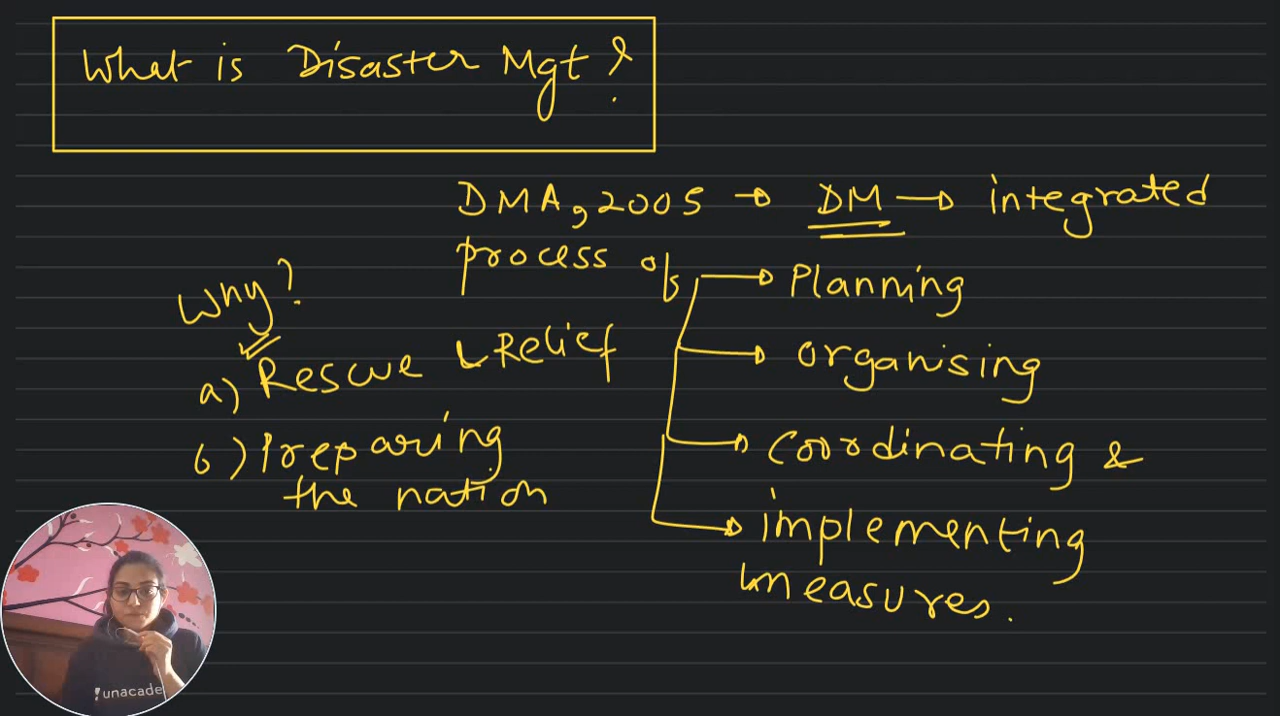 What is Disaster Mgt?
DMA, 2005 → DM → integrated
process of
→ Planning
→ organising
→ coordinating &
→ implementing
measures.
Why?
a) Rescue & Relief
b) Preparing
the nation
unacade